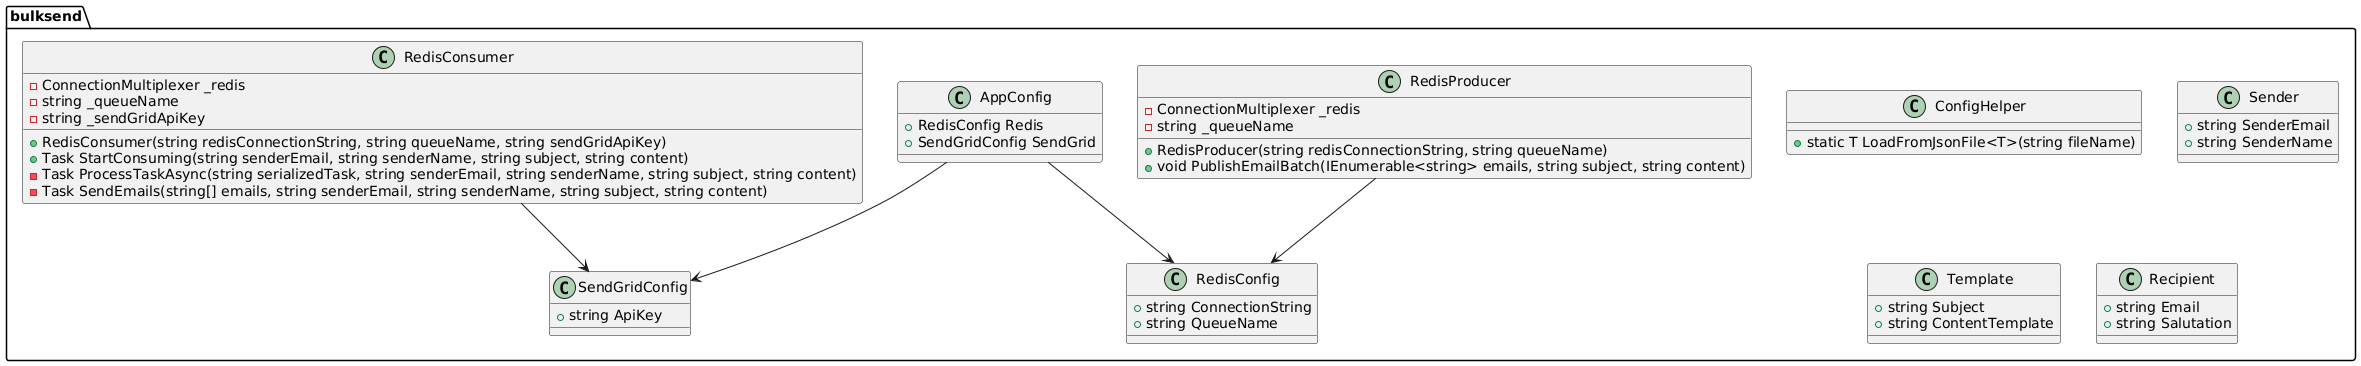 bulksend
C RedisConsumer
ConnectionMultiplexer _redis
string _queueName
string _sendGridApiKey
RedisConsumer(string redisConnectionString, string queueName, string sendGridApiKey)
Task StartConsuming(string senderEmail, string senderName, string subject, string content)
Task ProcessTaskAsync(string serializedTask, string senderEmail, string senderName, string subject, string content)
Task SendEmails(string[] emails, string senderEmail, string senderName, string subject, string content)
C AppConfig
RedisConfig Redis
SendGridConfig SendGrid
C RedisProducer
ConnectionMultiplexer _redis
string _queueName
RedisProducer(string redisConnectionString, string queueName)
void PublishEmailBatch(IEnumerable<string> emails, string subject, string content)
C ConfigHelper
static T LoadFromJsonFile<T>(string fileName)
C Sender
string SenderEmail
string SenderName
C SendGridConfig
string ApiKey
C RedisConfig
string ConnectionString
string QueueName
C Template
string Subject
string ContentTemplate
C Recipient
string Email
string Salutation